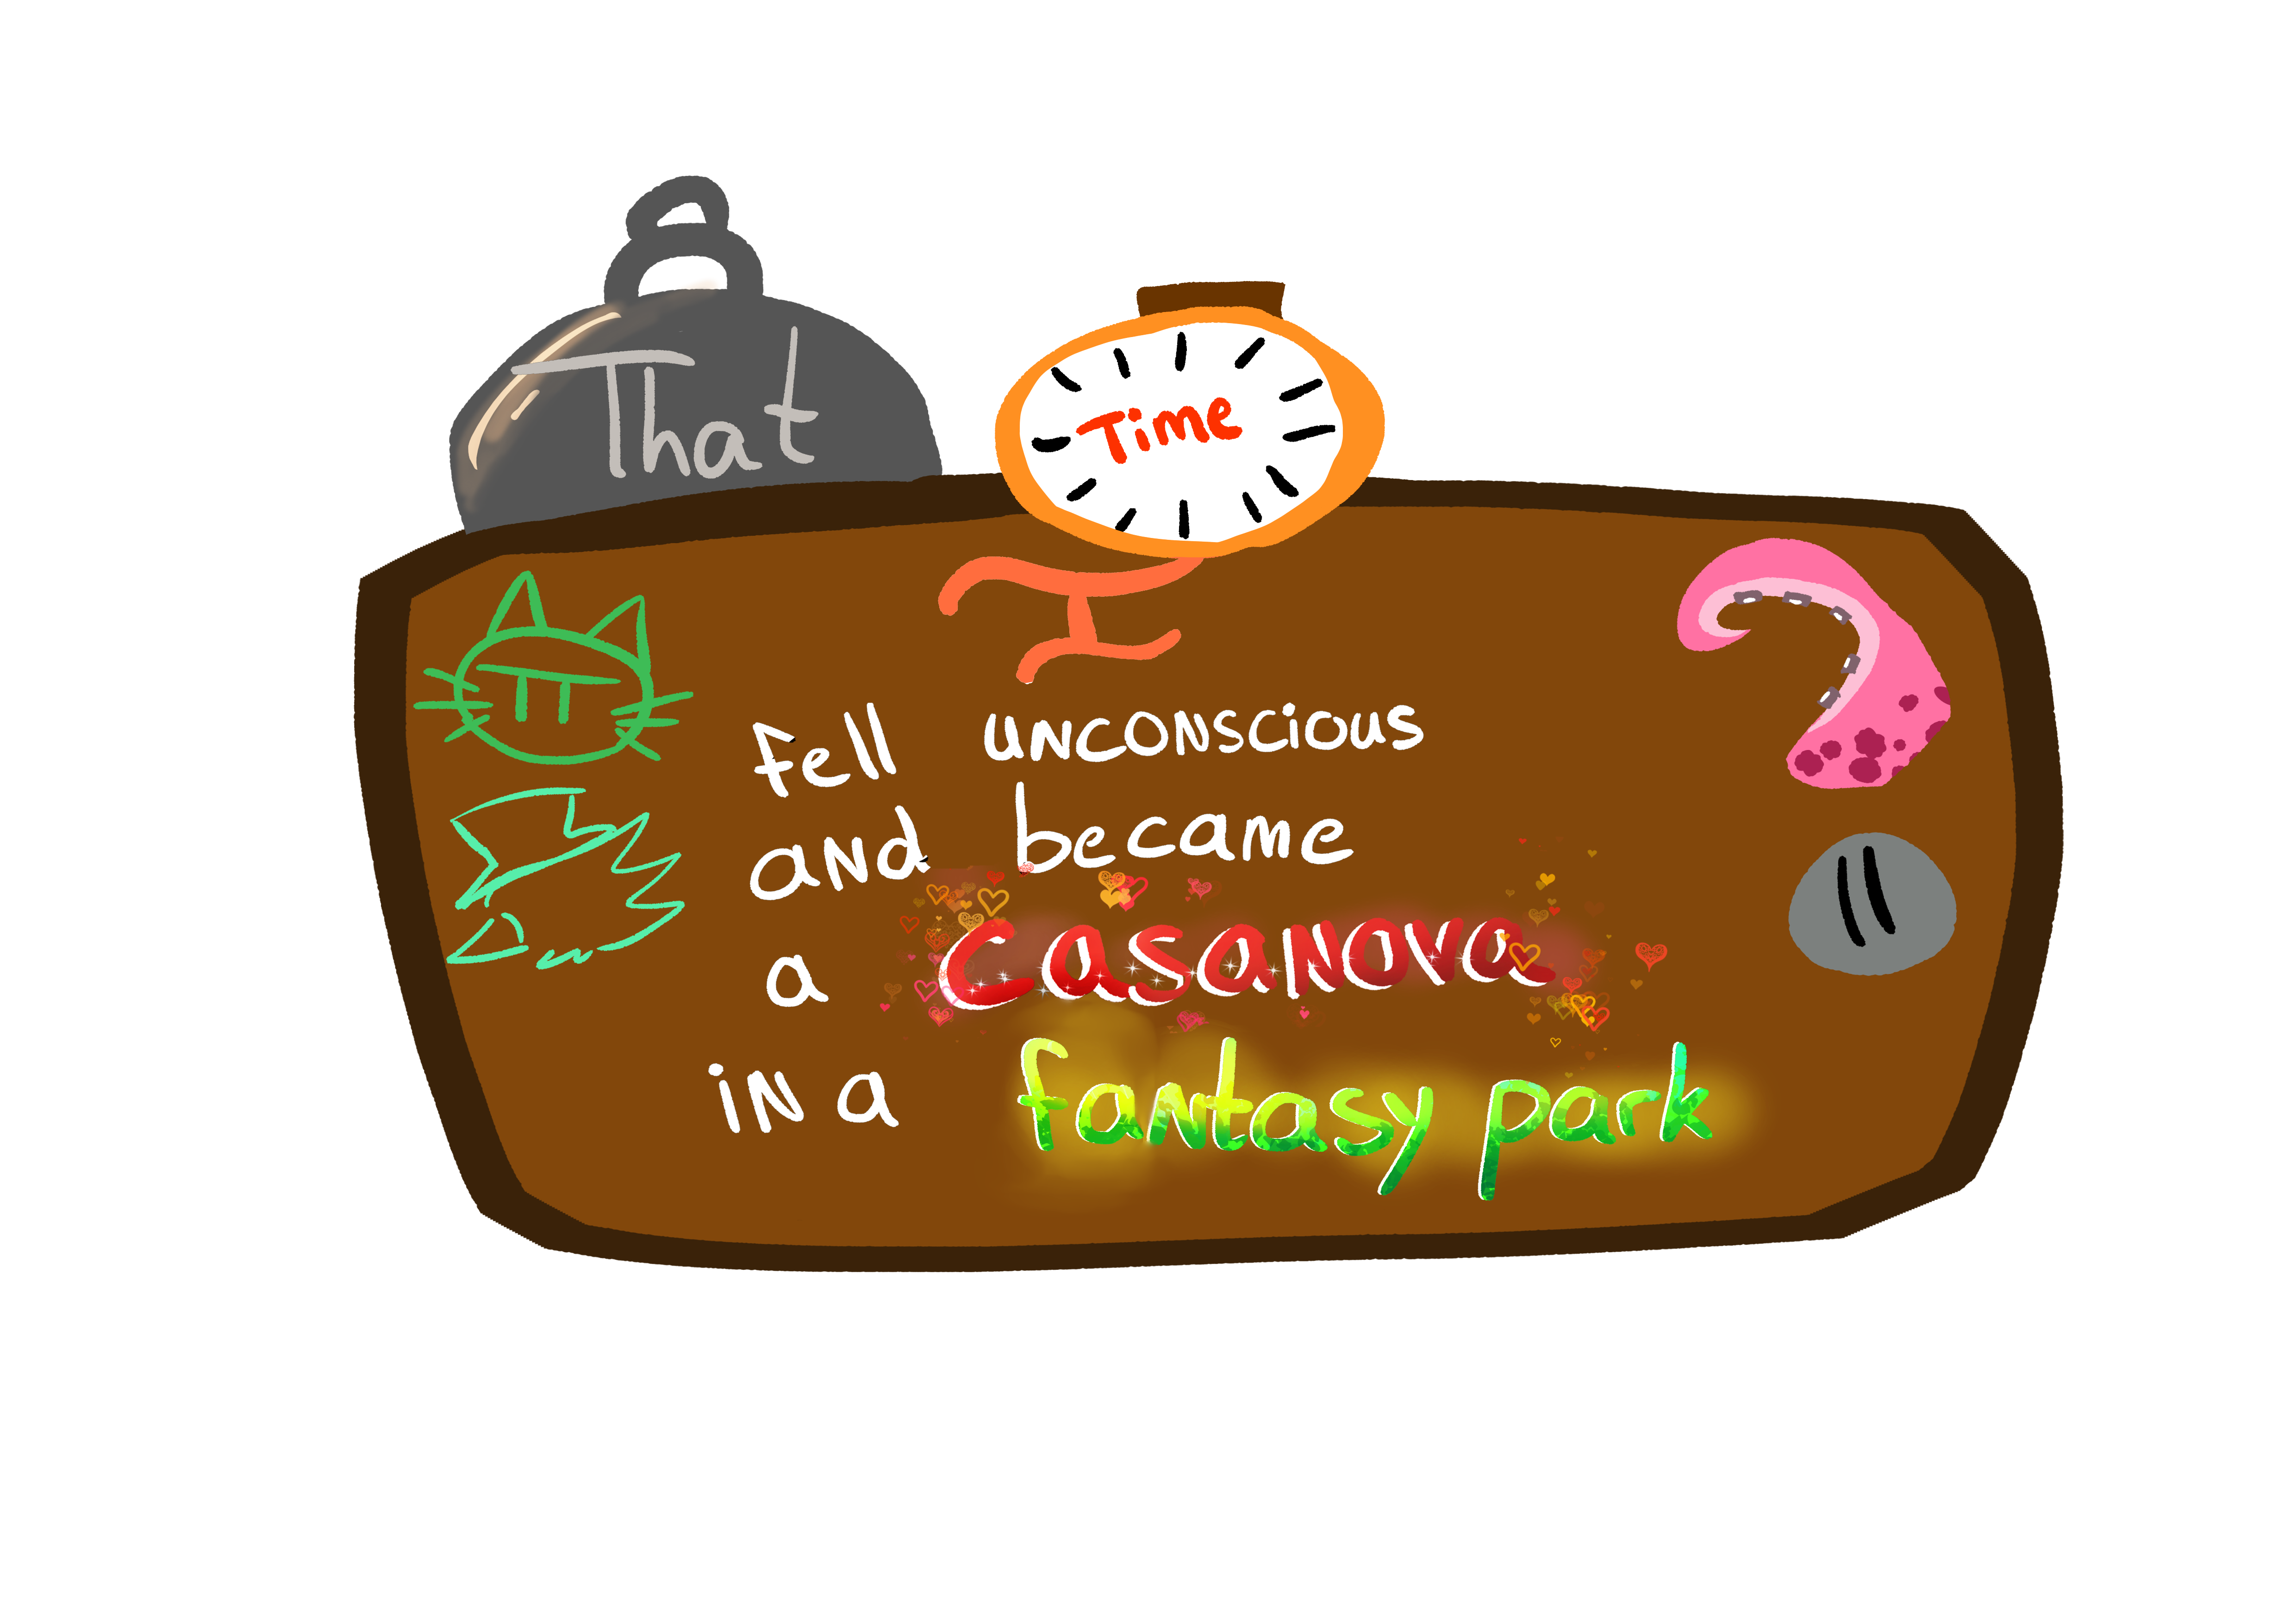 That
Time
I
fell unconscious
and became
a Casanova
in a fantasy park